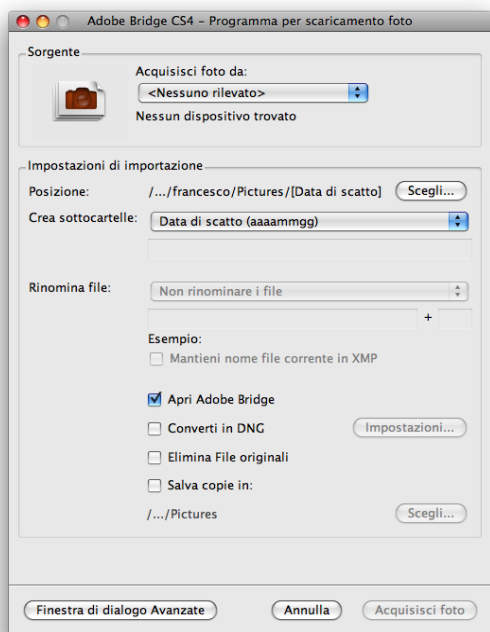 Adobe Bridge CS4 – Programma per scaricamento foto
Sorgente
Acquisisci foto da:
<Nessuno rilevato>
Nessun dispositivo trovato
Impostazioni di importazione
Posizione: /.../francesco/Pictures/[Data di scatto] Scegli...
Crea sottocartelle: Data di scatto (aaaammgg)
Rinomina file: Non rinominare i file
+
Esempio:
Mantieni nome file corrente in XMP
Apri Adobe Bridge
Converti in DNG Impostazioni...
Elimina File originali
Salva copie in:
/.../Pictures Scegli...
Finestra di dialogo Avanzate Annulla Acquisisci foto